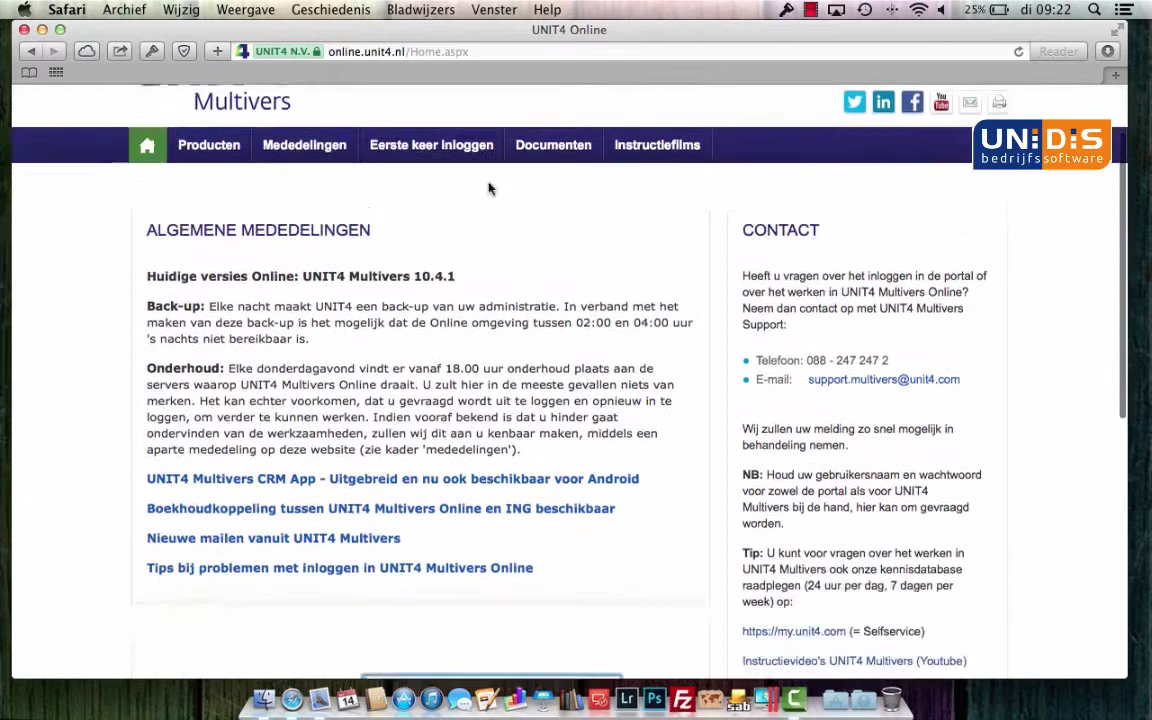 Safari Archief Wijzig Weergave Geschiedenis Bladwijzers Venster Help 25% di 09:22
UNIT4 Online
UNIT4 N.V. online.unit4.nl/Home.aspx Reader
Multivers
Producten Mededelingen Eerste keer inloggen Documenten Instructiefilms
UNiDiS
bedrijfssoftware
ALGEMENE MEDEDELINGEN
Huidige versies Online: UNIT4 Multivers 10.4.1
Back-up: Elke nacht maakt UNIT4 een back-up van uw administratie. In verband met het
maken van deze back-up is het mogelijk dat de Online omgeving tussen 02:00 en 04:00 uur
's nachts niet bereikbaar is.
Onderhoud: Elke donderdagavond vindt er vanaf 18.00 uur onderhoud plaats aan de
servers waarop UNIT4 Multivers Online draait. U zult hier in de meeste gevallen niets van
merken. Het kan echter voorkomen, dat u gevraagd wordt uit te loggen en opnieuw in te
loggen, om verder te kunnen werken. Indien vooraf bekend is dat u hinder gaat
ondervinden van de werkzaamheden, zullen wij dit aan u kenbaar maken, middels een
aparte mededeling op deze website (zie kader 'mededelingen').
UNIT4 Multivers CRM App - Uitgebreid en nu ook beschikbaar voor Android
Boekhoudkoppeling tussen UNIT4 Multivers Online en ING beschikbaar
Nieuwe mailen vanuit UNIT4 Multivers
Tips bij problemen met inloggen in UNIT4 Multivers Online
CONTACT
Heeft u vragen over het inloggen in de portal of
over het werken in UNIT4 Multivers Online?
Neem dan contact op met UNIT4 Multivers
Support:
Telefoon: 088 - 247 247 2
E-mail: support.multivers@unit4.com
Wij zullen uw melding zo snel mogelijk in
behandeling nemen.
NB: Houd uw gebruikersnaam en wachtwoord
voor zowel de portal als voor UNIT4
Multivers bij de hand, hier kan om gevraagd
worden.
Tip: U kunt voor vragen over het werken in
UNIT4 Multivers ook onze kennisdatabase
raadplegen (24 uur per dag, 7 dagen per
week) op:
https://my.unit4.com (= Selfservice)
Instructievideo's UNIT4 Multivers (Youtube)